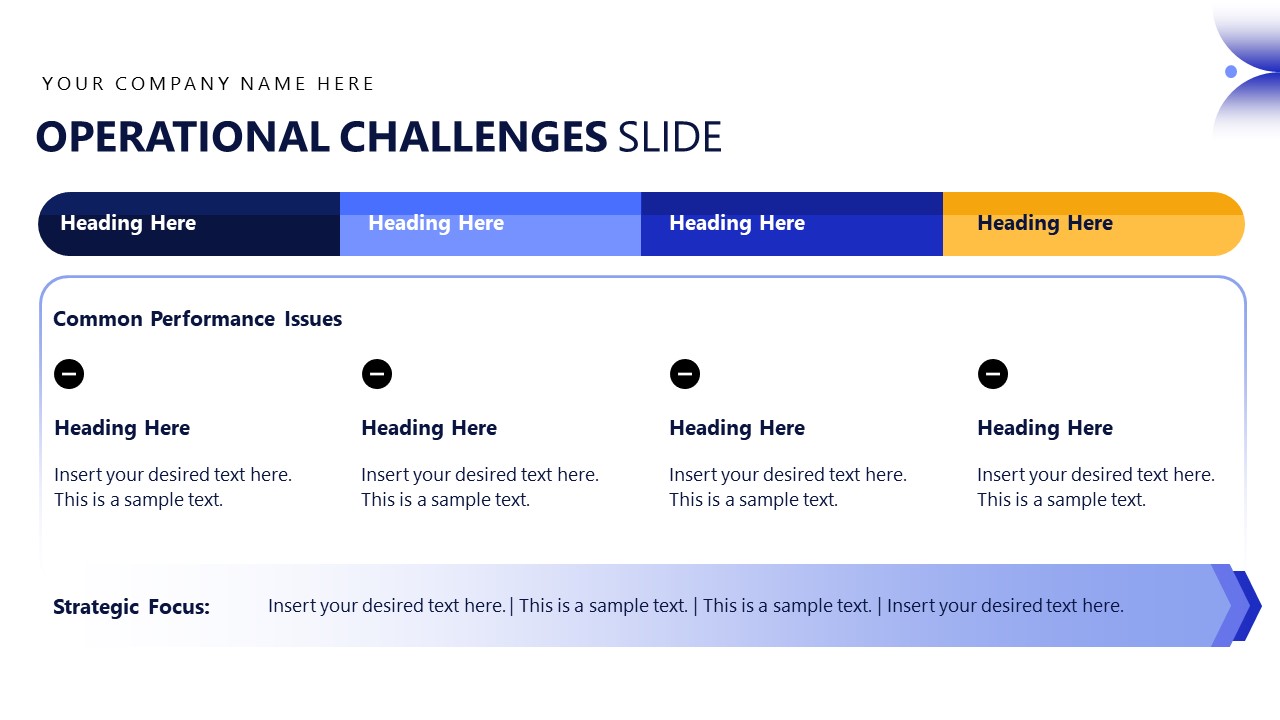 YOUR COMPANY NAME HERE
OPERATIONAL CHALLENGES SLIDE
Heading Here
Heading Here
Heading Here
Heading Here
Common Performance Issues
Heading Here
Insert your desired text here.
This is a sample text.
Heading Here
Insert your desired text here.
This is a sample text.
Heading Here
Insert your desired text here.
This is a sample text.
Heading Here
Insert your desired text here.
This is a sample text.
Strategic Focus:
Insert your desired text here. | This is a sample text. | This is a sample text. | Insert your desired text here.